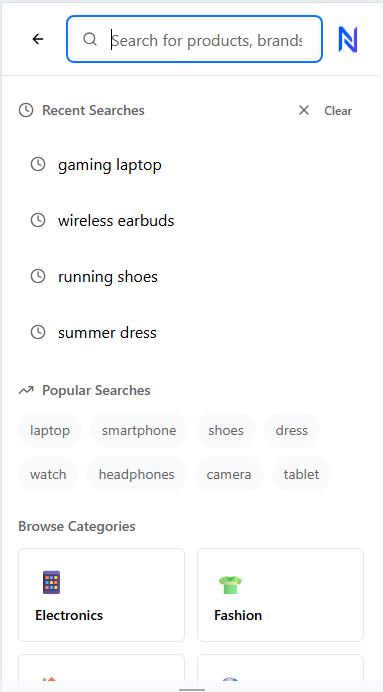 Search for products, brands
Recent Searches
Clear
gaming laptop
wireless earbuds
running shoes
summer dress
Popular Searches
laptop smartphone shoes dress
watch headphones camera tablet
Browse Categories
Electronics Fashion